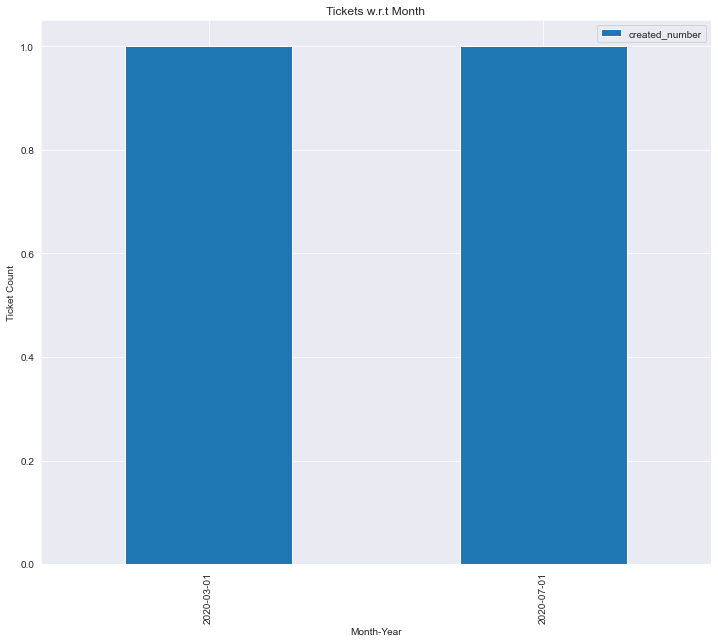 Tickets w.r.t Month
created_number
1.0
0.8
0.6
0.4
0.2
0.0
Ticket Count
2020-03-01
2020-07-01
Month-Year